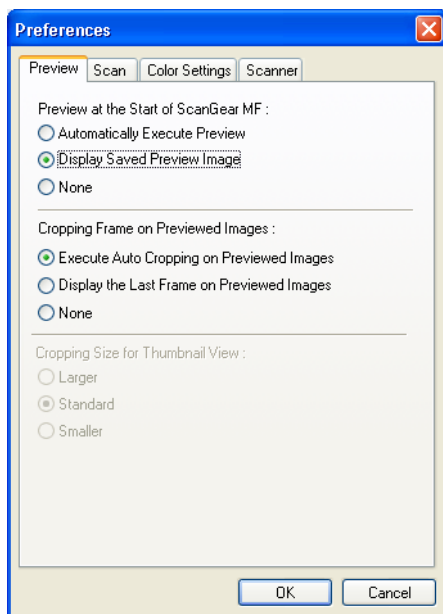 Preferences
Preview Scan Color Settings Scanner
Preview at the Start of ScanGear MF :
Automatically Execute Preview
Display Saved Preview Image
None
Cropping Frame on Previewed Images :
Execute Auto Cropping on Previewed Images
Display the Last Frame on Previewed Images
None
Cropping Size for Thumbnail View :
Larger
Standard
Smaller
OK Cancel